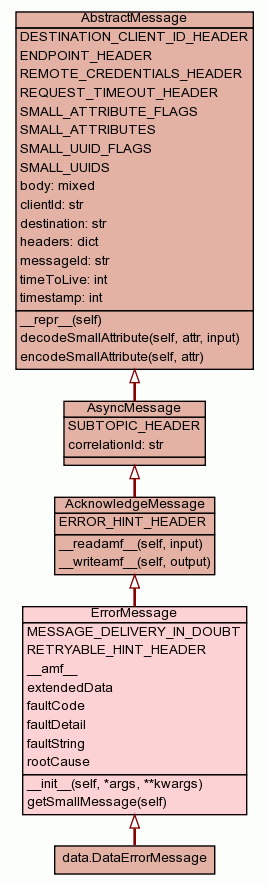 AbstractMessage
DESTINATION_CLIENT_ID_HEADER
ENDPOINT_HEADER
REMOTE_CREDENTIALS_HEADER
REQUEST_TIMEOUT_HEADER
SMALL_ATTRIBUTE_FLAGS
SMALL_ATTRIBUTES
SMALL_UUID_FLAGS
SMALL_UUIDS
body: mixed
clientId: str
destination: str
headers: dict
messageId: str
timeToLive: int
timestamp: int
__repr__(self)
decodeSmallAttribute(self, attr, input)
encodeSmallAttribute(self, attr)
AsyncMessage
SUBTOPIC_HEADER
correlationId: str
AcknowledgeMessage
ERROR_HINT_HEADER
__readamf__(self, input)
__writeamf__(self, output)
ErrorMessage
MESSAGE_DELIVERY_IN_DOUBT
RETRYABLE_HINT_HEADER
__amf__
extendedData
faultCode
faultDetail
faultString
rootCause
__init__(self, *args, **kwargs)
getSmallMessage(self)
data.DataErrorMessage